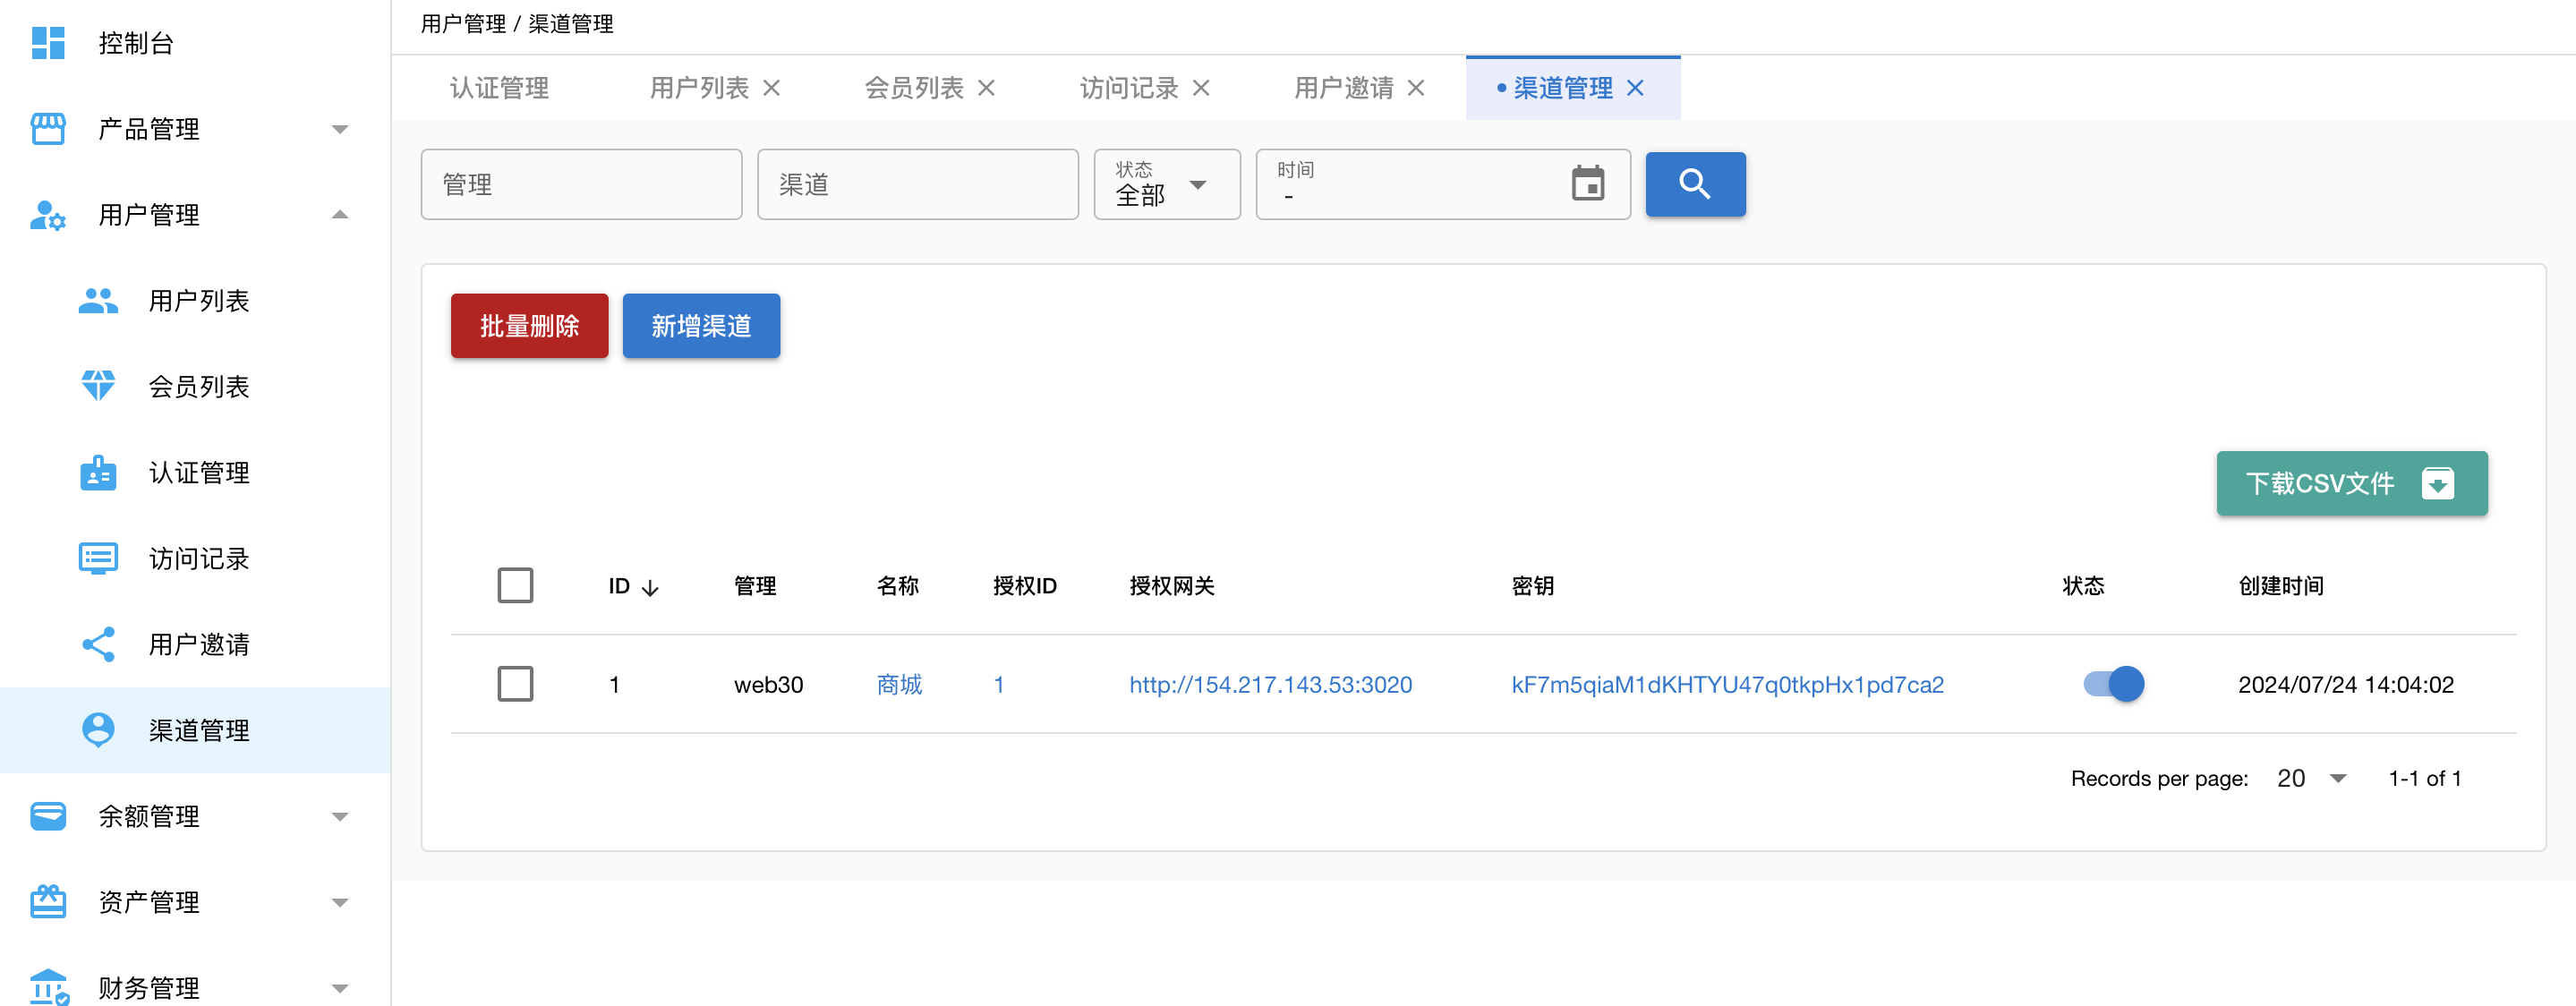 控制台
产品管理
用户管理
用户列表
会员列表
认证管理
访问记录
用户邀请
渠道管理
余额管理
资产管理
财务管理
用户管理 / 渠道管理
认证管理 用户列表 会员列表 访问记录 用户邀请 渠道管理
管理 渠道 状态 全部 时间 -
批量删除 新增渠道
下载CSV文件
ID 管理 名称 授权ID 授权网关 密钥 状态 创建时间
1 web30 商城 1 http://154.217.143.53:3020 kF7m5qiaM1dKHTYU47q0tkpHx1pd7ca2 2024/07/24 14:04:02
Records per page: 20 1-1 of 1